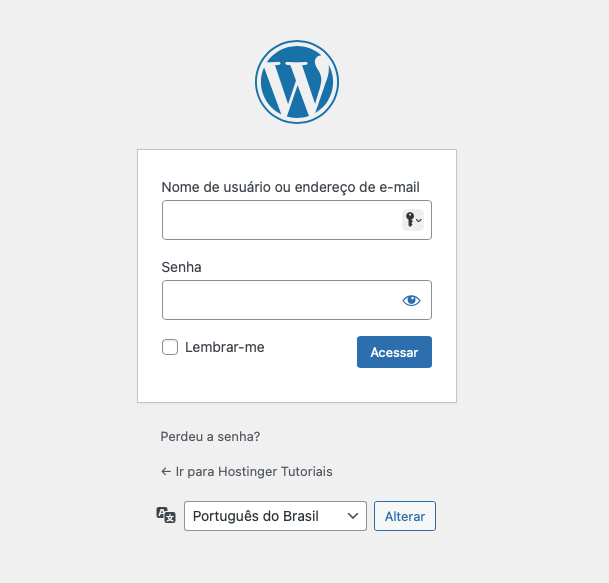 Nome de usuário ou endereço de e-mail
Senha
Lembrar-me
Acessar
Perdeu a senha?
← Ir para Hostinger Tutoriais
Português do Brasil
Alterar